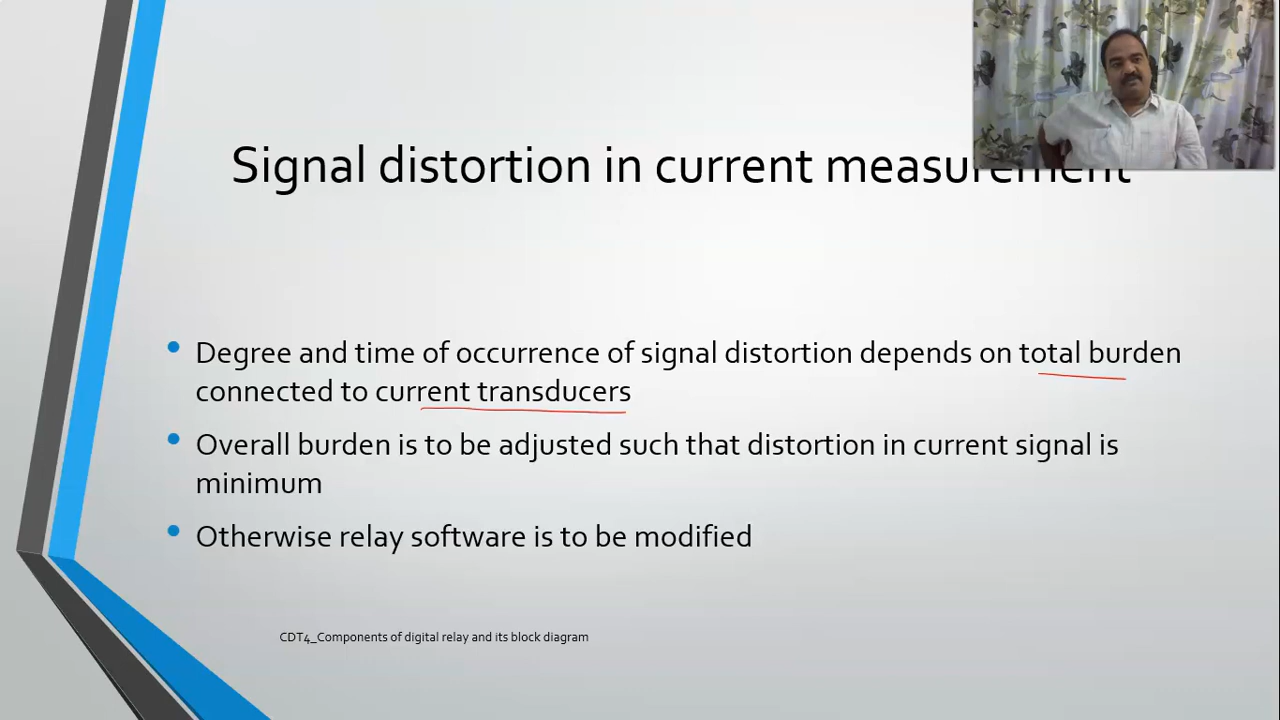 Signal distortion in current measurement
• Degree and time of occurrence of signal distortion depends on total burden
connected to current transducers
• Overall burden is to be adjusted such that distortion in current signal is
minimum
• Otherwise relay software is to be modified
CDT4_Components of digital relay and its block diagram